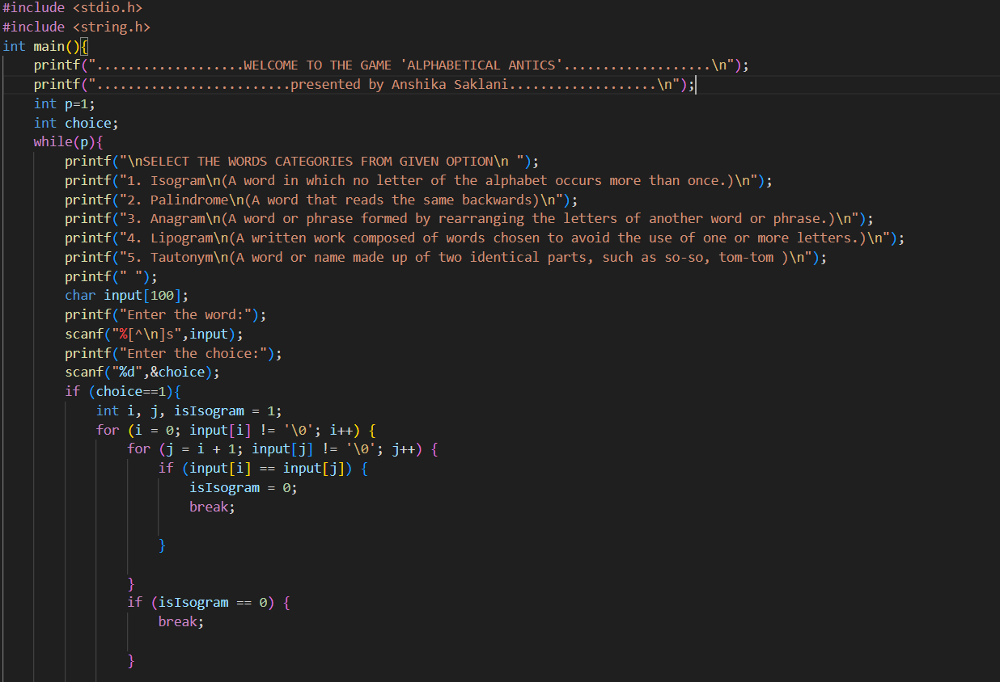 #include <stdio.h>
#include <string.h>
int main(){
    printf("...................WELCOME TO THE GAME 'ALPHABETICAL ANTICS'...................\n");
    printf(".........................presented by Anshika Saklani...................\n");
    int p=1;
    int choice;
    while(p){
        printf("\nSELECT THE WORDS CATEGORIES FROM GIVEN OPTION\n ");
        printf("1. Isogram\n(A word in which no letter of the alphabet occurs more than once.)\n");
        printf("2. Palindrome\n(A word that reads the same backwards)\n");
        printf("3. Anagram\n(A word or phrase formed by rearranging the letters of another word or phrase.)\n");
        printf("4. Lipogram\n(A written work composed of words chosen to avoid the use of one or more letters.)\n");
        printf("5. Tautonym\n(A word or name made up of two identical parts, such as so-so, tom-tom )\n");
        printf(" ");
        char input[100];
        printf("Enter the word:");
        scanf("%[^\n]s",input);
        printf("Enter the choice:");
        scanf("%d",&choice);
        if (choice==1){
            int i, j, isIsogram = 1;
            for (i = 0; input[i] != '\0'; i++) {
                for (j = i + 1; input[j] != '\0'; j++) {
                    if (input[i] == input[j]) {
                        isIsogram = 0;
                        break;
                    }
                }
                if (isIsogram == 0) {
                    break;
                }